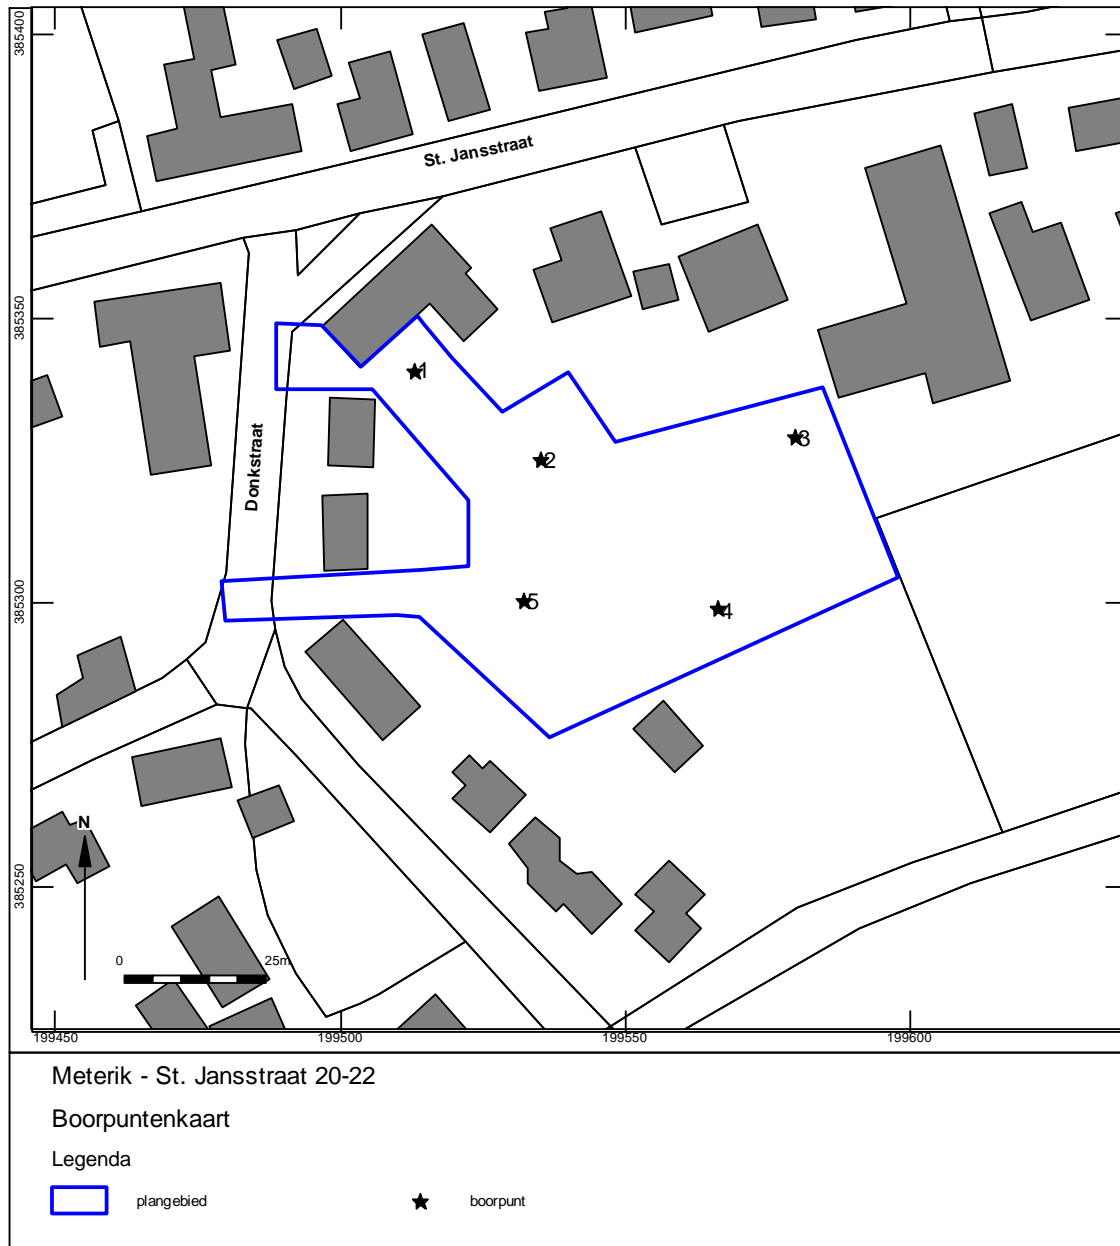 385400
St. Jansstraat
385350
1
3
2
Donkstraat
385300
5
4
N
385250
0 25m
199450 199500 199550 199600
Meterik - St. Jansstraat 20-22
Boorpuntenkaart
Legenda
plangebied boorpunt